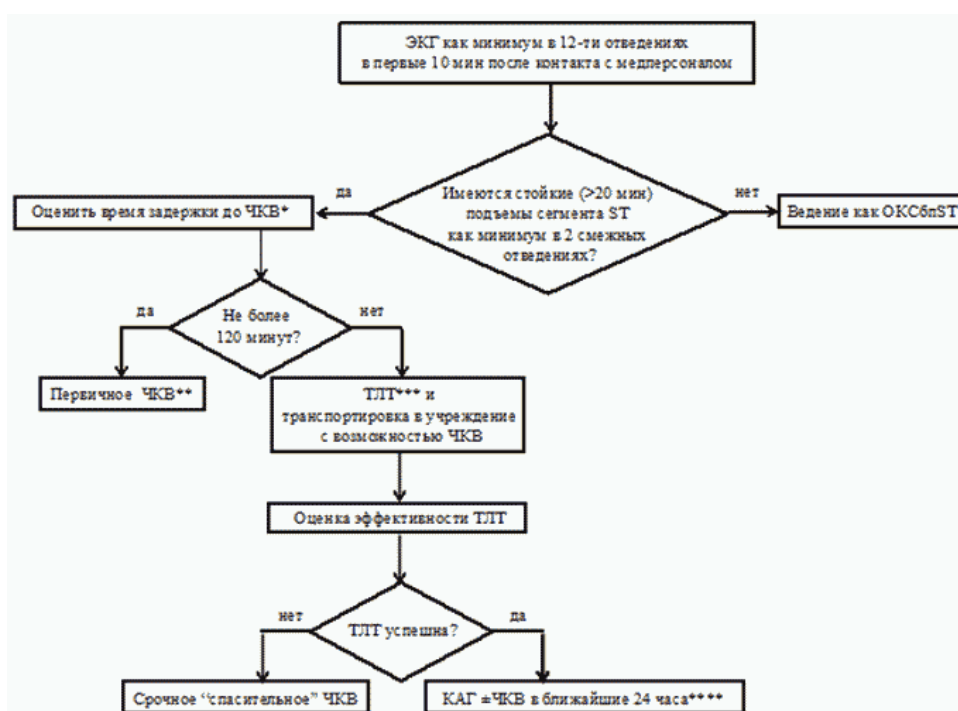 ЭКГ как минимум в 12-ти отведениях
в первые 10 мин после контакта с медперсоналом
Имеются стойкие (>20 мин)
подъемы сегмента ST
как минимум в 2 смежных
отведениях?
да
нет
Оценить время задержки до ЧКВ*
Ведение как ОКСбпST
Не более
120 минут?
да
нет
Первичное ЧКВ**
ТЛТ*** и
транспортировка в учреждение
с возможностью ЧКВ
Оценка эффективности ТЛТ
ТЛТ успешна?
нет
да
Срочное “спасительное” ЧКВ
КАГ ±ЧКВ в ближайшие 24 часа****